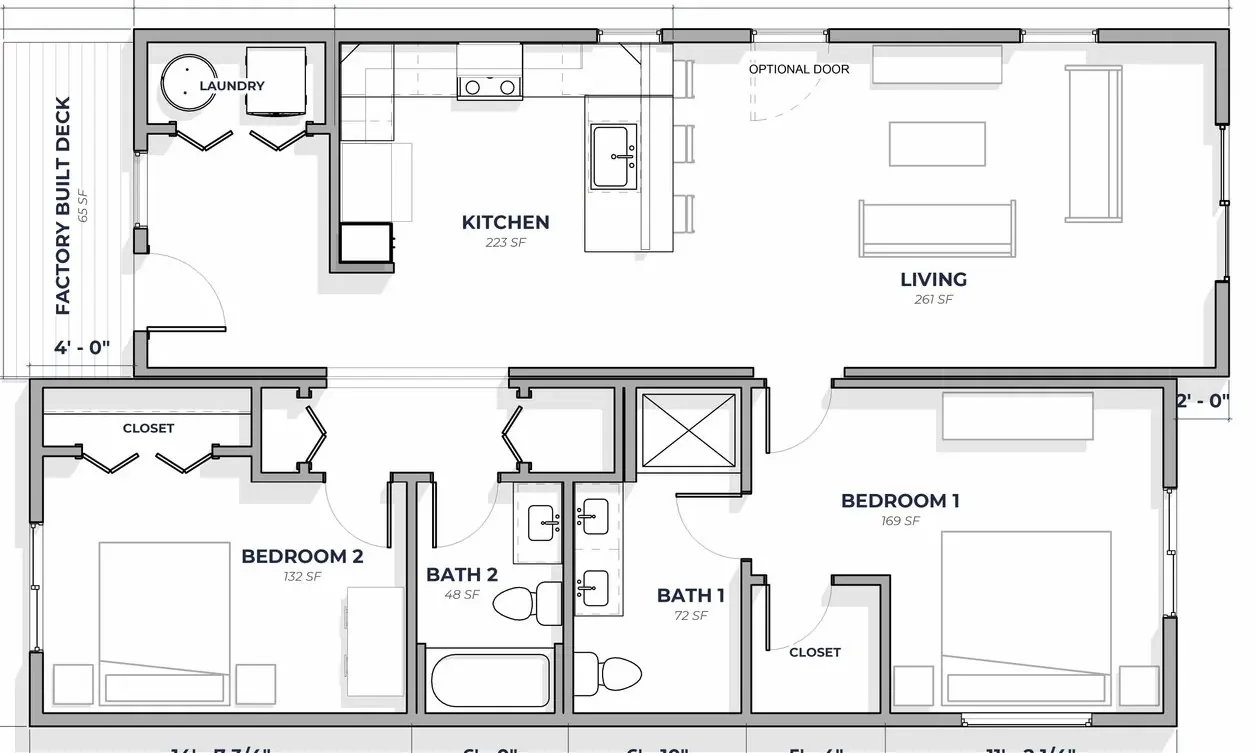 OPTIONAL DOOR
LAUNDRY
FACTORY BUILT DECK
65 SF
KITCHEN
223 SF
LIVING
261 SF
4' - 0"
2' - 0"
CLOSET
BEDROOM 1
169 SF
BEDROOM 2
132 SF
BATH 2
48 SF
BATH 1
72 SF
CLOSET